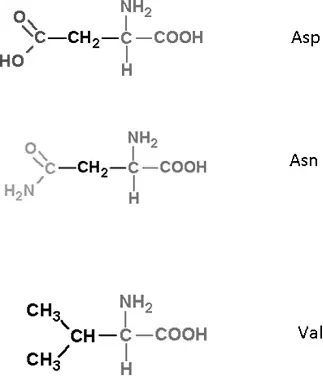 NH2
O
C—CH2—C—COOH Asp
HO
H
NH2
O
C—CH2—C—COOH Asn
H2N
H
NH2
CH3
CH—C—COOH Val
CH3
H